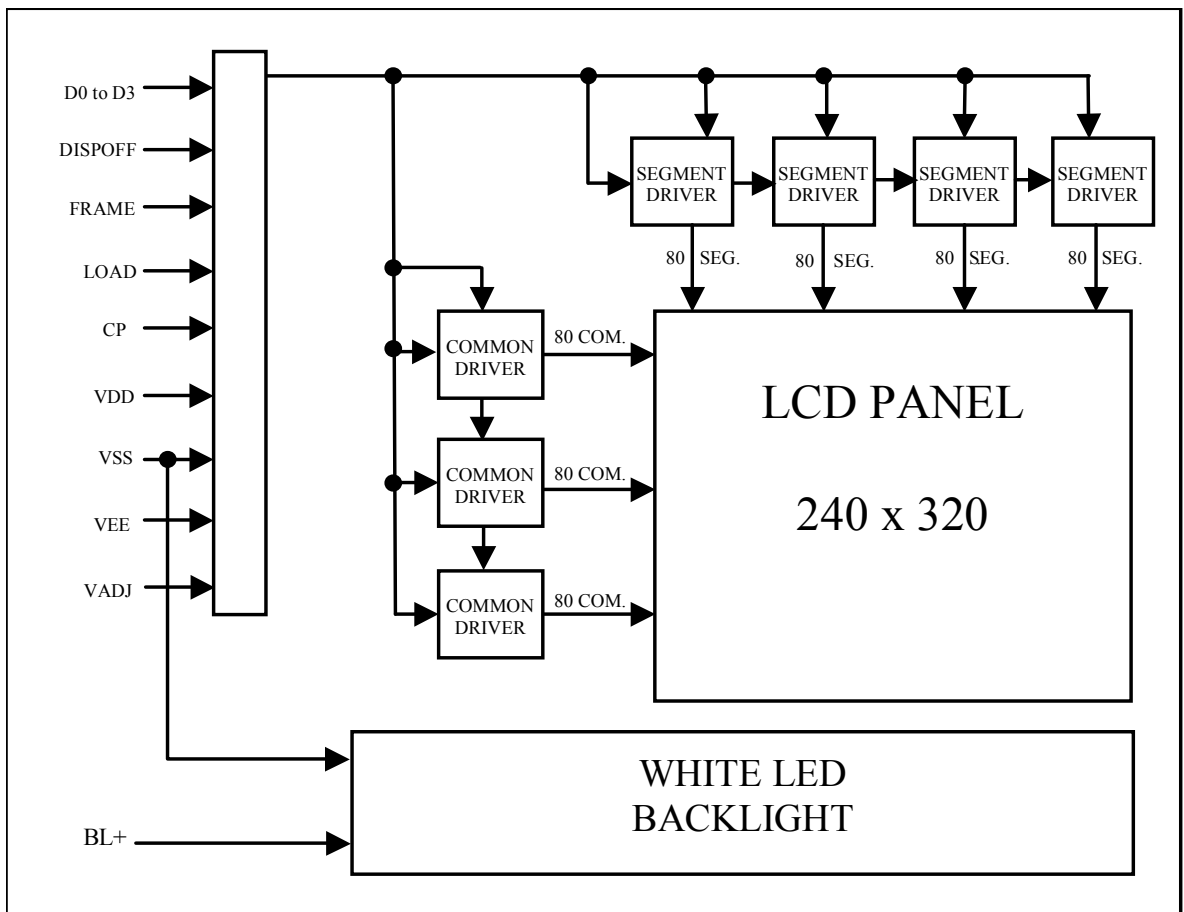 D0 to D3
DISPOFF
FRAME
LOAD
CP
VDD
VSS
VEE
VADJ
BL+
SEGMENT
DRIVER
SEGMENT
DRIVER
SEGMENT
DRIVER
SEGMENT
DRIVER
80 SEG.
80 SEG.
80 SEG.
80 SEG.
COMMON
DRIVER
80 COM.
COMMON
DRIVER
80 COM.
COMMON
DRIVER
80 COM.
LCD PANEL
240 x 320
WHITE LED
BACKLIGHT